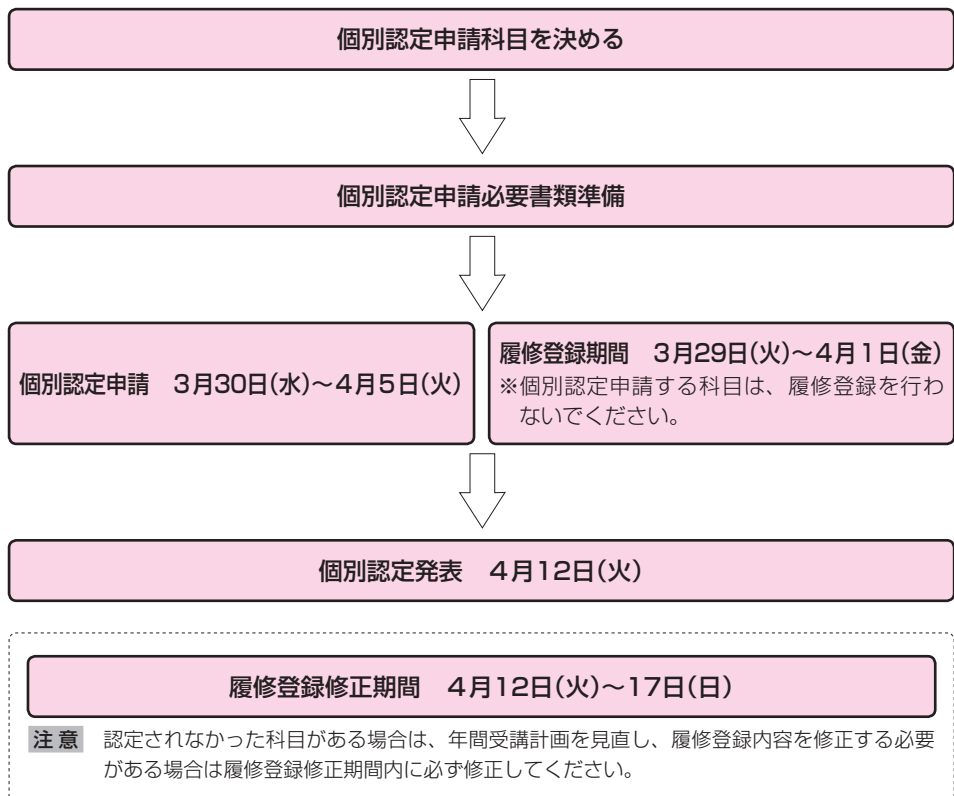 個別認定申請科目を決める
個別認定申請必要書類準備
個別認定申請　3月30日(水)～4月5日(火)
履修登録期間　3月29日(火)～4月1日(金)
※個別認定申請する科目は、履修登録を行わ
ないでください。
個別認定発表　4月12日(火)
履修登録修正期間　4月12日(火)～17日(日)
注意　認定されなかった科目がある場合は、年間受講計画を見直し、履修登録内容を修正する必要
がある場合は履修登録修正期間内に必ず修正してください。